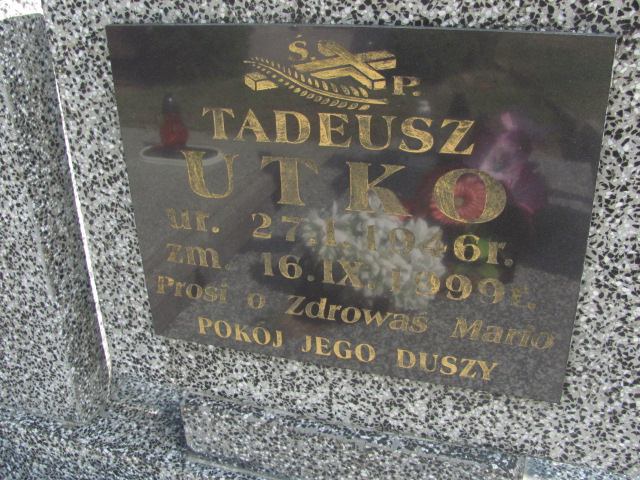 Ś. P.
TADEUSZ
UTKO
ur. 27.I.1946r.
zm. 16.IX.1999r.
Prosi o Zdrowaś Mario
POKÓJ JEGO DUSZY